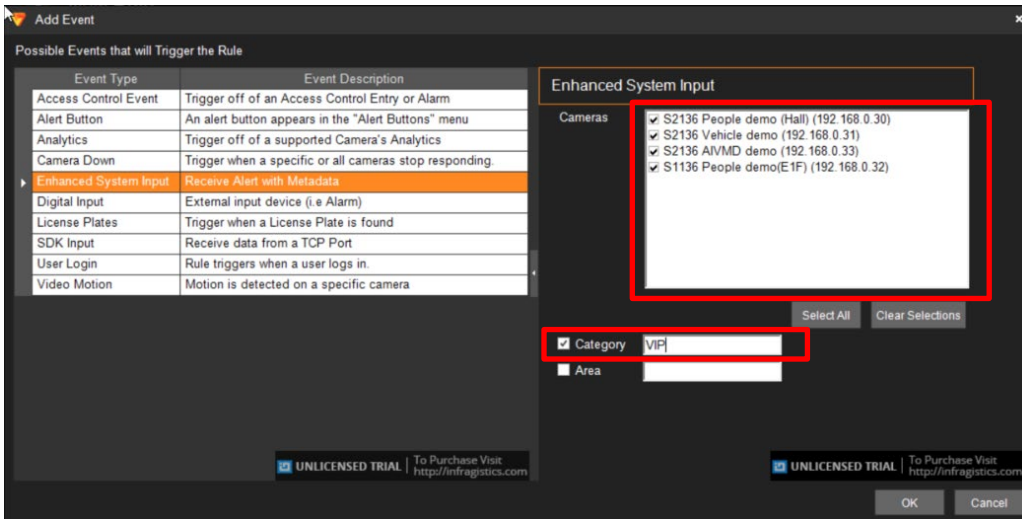 Add Event
Possible Events that will Trigger the Rule
Event Type Event Description
Access Control Event Trigger off of an Access Control Entry or Alarm
Alert Button An alert button appears in the "Alert Buttons" menu
Analytics Trigger off of a supported Camera's Analytics
Camera Down Trigger when a specific or all cameras stop responding.
Enhanced System Input Receive Alert with Metadata
Digital Input External input device (i.e Alarm)
License Plates Trigger when a License Plate is found
SDK Input Receive data from a TCP Port
User Login Rule triggers when a user logs in.
Video Motion Motion is detected on a specific camera
UNLICENSED TRIAL | To Purchase Visit
http://infragistics.com
Enhanced System Input
Cameras
S2136 People demo (Hall) (192.168.0.30)
S2136 Vehicle demo (192.168.0.31)
S2136 AIVMD demo (192.168.0.33)
S1136 People demo(E1F) (192.168.0.32)
Select All Clear Selections
Category VIP
Area
UNLICENSED TRIAL | To Purchase Visit
http://infragistics.com
OK Cancel